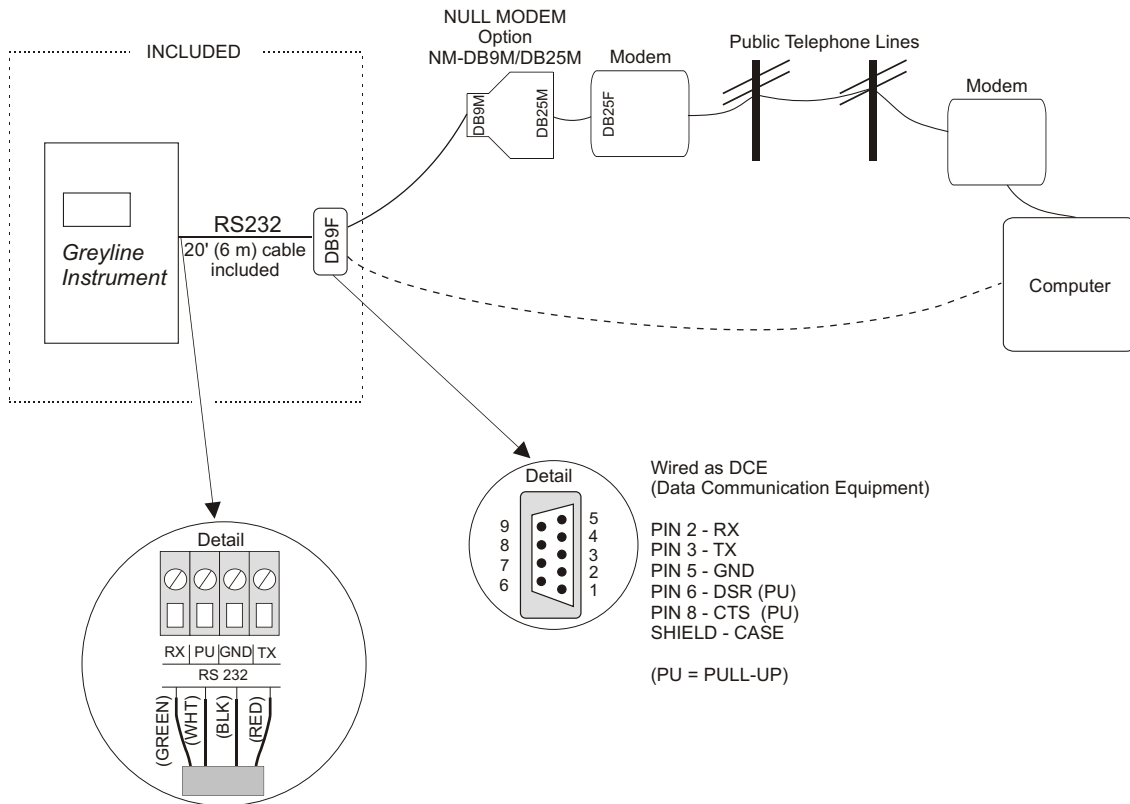 INCLUDED
NULL MODEM
Option
NM-DB9M/DB25M
DB9M
DB25M
Modem
DB25F
Public Telephone Lines
Modem
Greyline
Instrument
RS232
20' (6 m) cable
included
DB9F
Computer
Detail
RX PU GND TX
RS 232
(GREEN)
(WHT)
(BLK)
(RED)
Detail
9
8
7
6
5
4
3
2
1
Wired as DCE
(Data Communication Equipment)
PIN 2 - RX
PIN 3 - TX
PIN 5 - GND
PIN 6 - DSR (PU)
PIN 8 - CTS (PU)
SHIELD - CASE
(PU = PULL-UP)